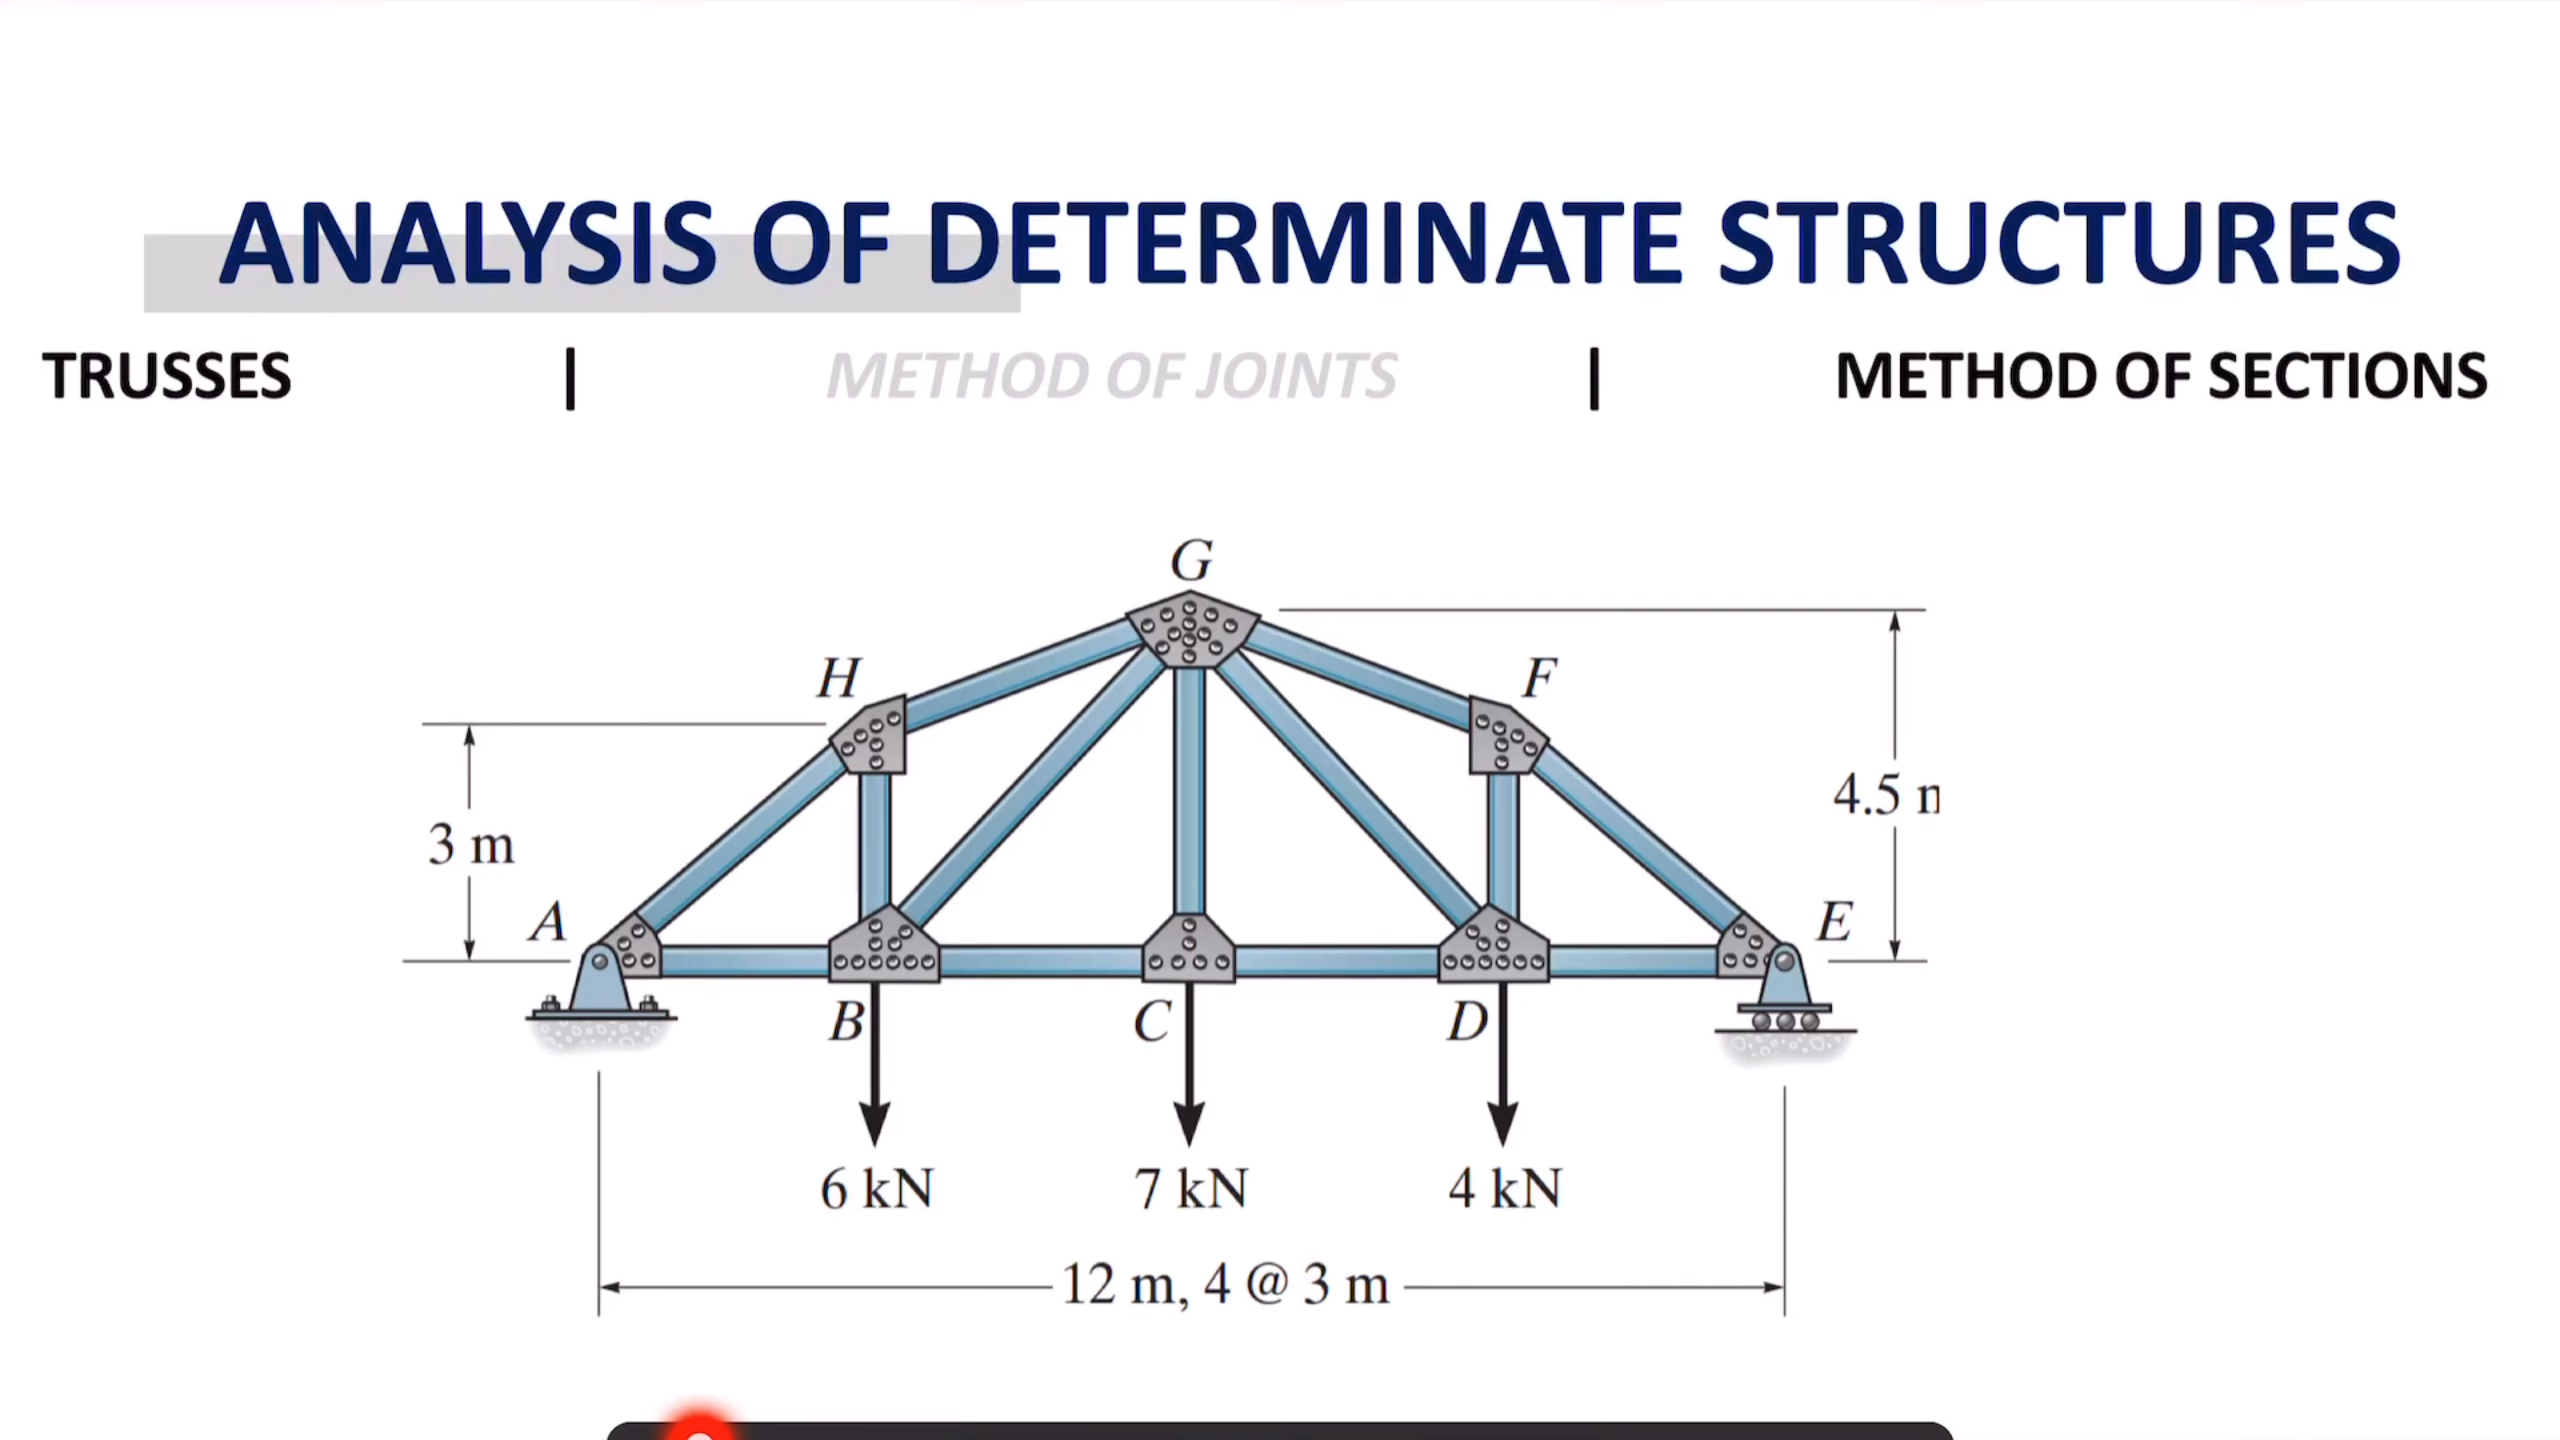 ANALYSIS OF DETERMINATE STRUCTURES
TRUSSES | METHOD OF JOINTS | METHOD OF SECTIONS
G
H
F
4.5
3 m
A
E
B
C
D
6 kN
7 kN
4 kN
12 m, 4 @ 3 m